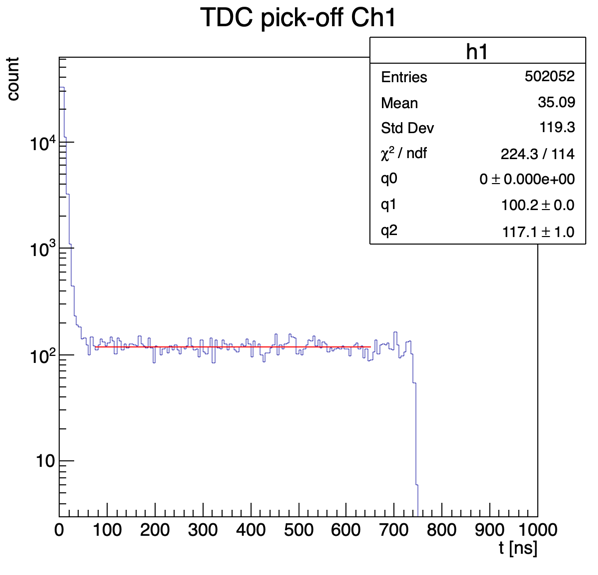 TDC pick-off Ch1
count
h1
Entries 502052
Mean 35.09
Std Dev 119.3
χ² / ndf 224.3 / 114
q0 0 ± 0.000e+00
q1 100.2 ± 0.0
q2 117.1 ± 1.0
10⁴
10³
10²
10
0 100 200 300 400 500 600 700 800 900 1000
t [ns]